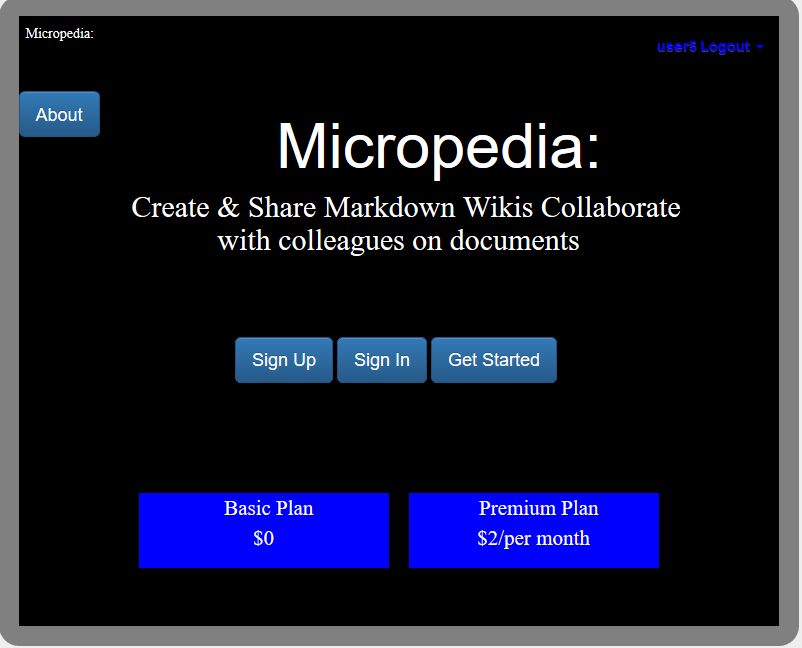 Micropedia:
user5 Logout
About
Micropedia:
Create & Share Markdown Wikis Collaborate
with colleagues on documents
Sign Up
Sign In
Get Started
Basic Plan
$0
Premium Plan
$2/per month